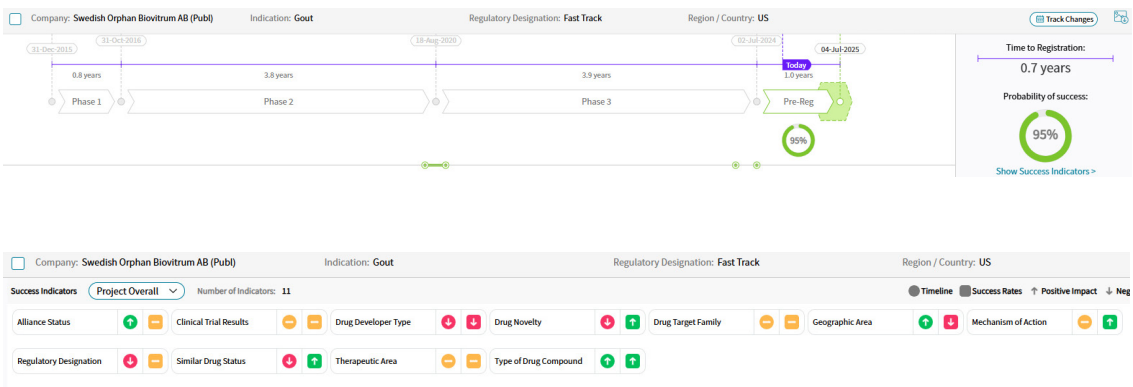 Company: Swedish Orphan Biovitrum AB (Publ) Indication: Gout Regulatory Designation: Fast Track Region / Country: US Track Changes
31-Dec-2015 31-Oct-2016 18-Aug-2020 02-Jul-2024 04-Jul-2025
Time to Registration:
Today
0.8 years 3.8 years 3.9 years 1.0 years
0.7 years
Phase 1 Phase 2 Phase 3 Pre-Reg
Probability of success:
95%
95%
Show Success Indicators >
Company: Swedish Orphan Biovitrum AB (Publ) Indication: Gout Regulatory Designation: Fast Track Region / Country: US
Success Indicators Project Overall Number of Indicators: 11 Timeline Success Rates Positive Impact Neg
Alliance Status Clinical Trial Results Drug Developer Type Drug Novelty Drug Target Family Geographic Area Mechanism of Action
Regulatory Designation Similar Drug Status Therapeutic Area Type of Drug Compound